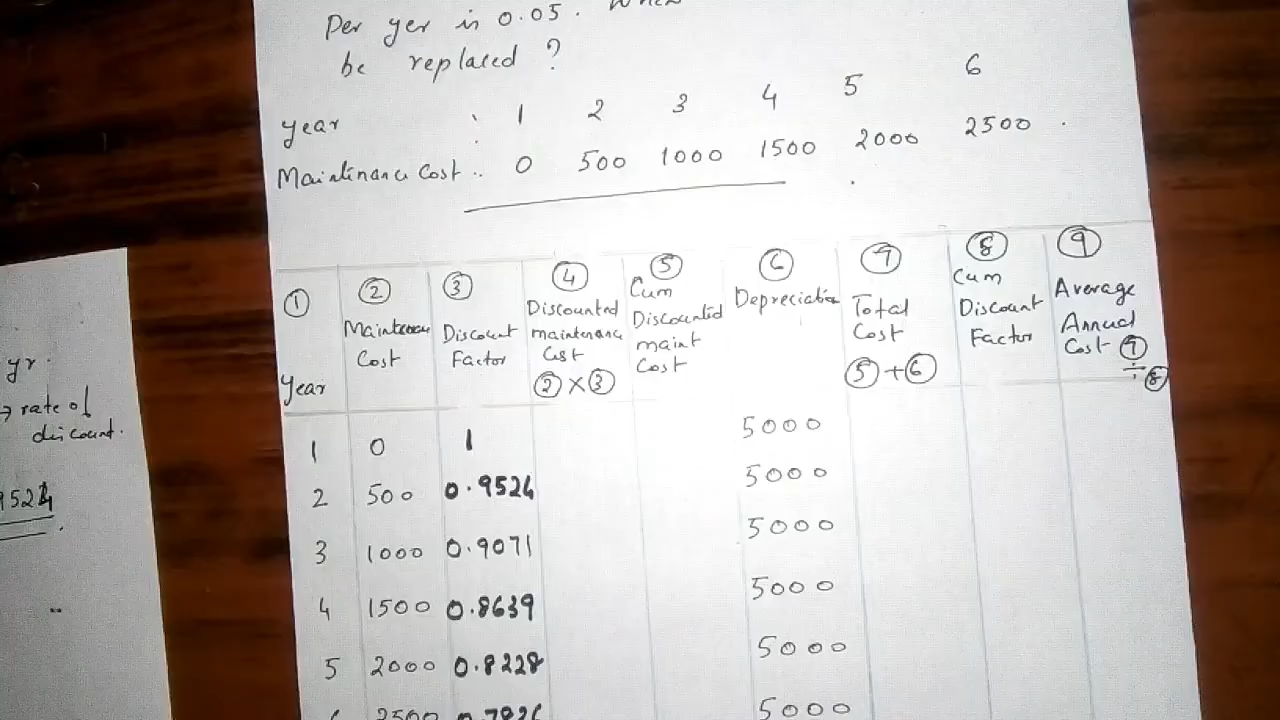 Per yer is 0.05. When
be replaced ?
year : 1 2 3 4 5 6
Maintinance Cost .. 0 500 1000 1500 2000 2500 .
① ② ③ ④ ⑤ ⑥ ⑦ ⑧ ⑨
Year
Maintenance Cost
Discount Factor
Discounted maintenance Cost ② × ③
Cum Discounted maint Cost
Depreciation
Total Cost ⑤ + ⑥
Cum Discount Factor
Average Annual Cost ⑦ ÷ ⑧
1 0 1 5000
2 500 0.9524 5000
3 1000 0.9071 5000
4 1500 0.8639 5000
5 2000 0.8228 5000
2500 5000
yr.
→ rate of
discount.
9524